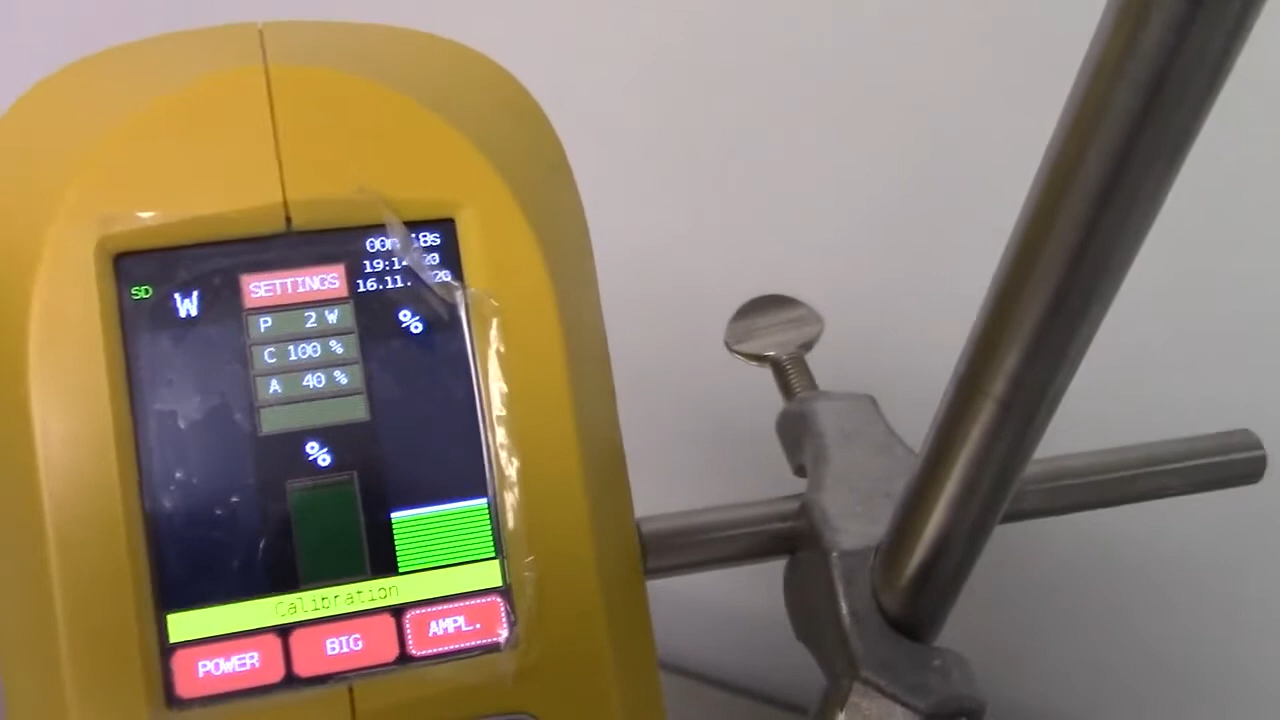 SD
W
SETTINGS
P 2 W
C 100 %
A 40 %
%
%
Calibration
POWER
BIG
AMPL.